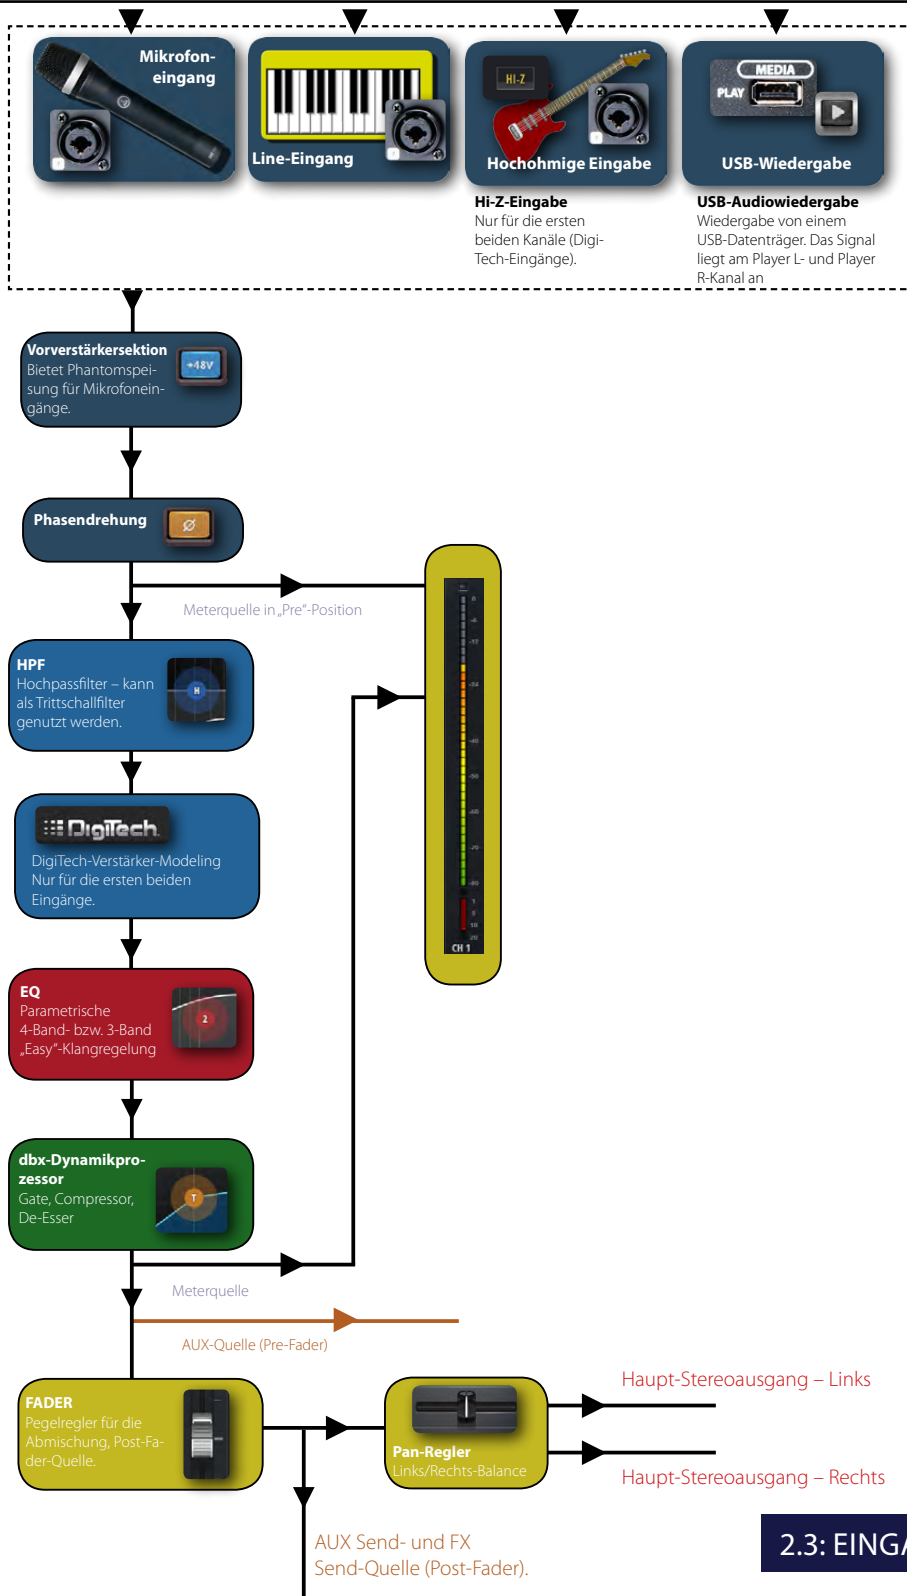 Mikrofon-
eingang
Line-Eingang
HI-Z
Hochohmige Eingabe
MEDIA
PLAY
USB-Wiedergabe
Hi-Z-Eingabe
Nur für die ersten
beiden Kanäle (Digi-
Tech-Eingänge).
USB-Audiowiedergabe
Wiedergabe von einem
USB-Datenträger. Das Signal
liegt am Player L- und Player
R-Kanal an
Vorverstärkersektion
Bietet Phantomspei-
sung für Mikrofonein-
gänge.
+48V
Phasendrehung
Ø
Meterquelle in „Pre“-Position
HPF
Hochpassfilter – kann
als Trittschallfilter
genutzt werden.
H
DigiTech
DigiTech-Verstärker-Modeling
Nur für die ersten beiden
Eingänge.
EQ
Parametrische
4-Band- bzw. 3-Band
„Easy“-Klangregelung
2
CH 1
dbx-Dynamikpro-
zessor
Gate, Compressor,
De-Esser
T
Meterquelle
AUX-Quelle (Pre-Fader)
FADER
Pegelregler für die
Abmischung, Post-Fa-
der-Quelle.
Pan-Regler
Links/Rechts-Balance
Haupt-Stereoausgang – Links
Haupt-Stereoausgang – Rechts
AUX Send- und FX
Send-Quelle (Post-Fader).
2.3: EINGA